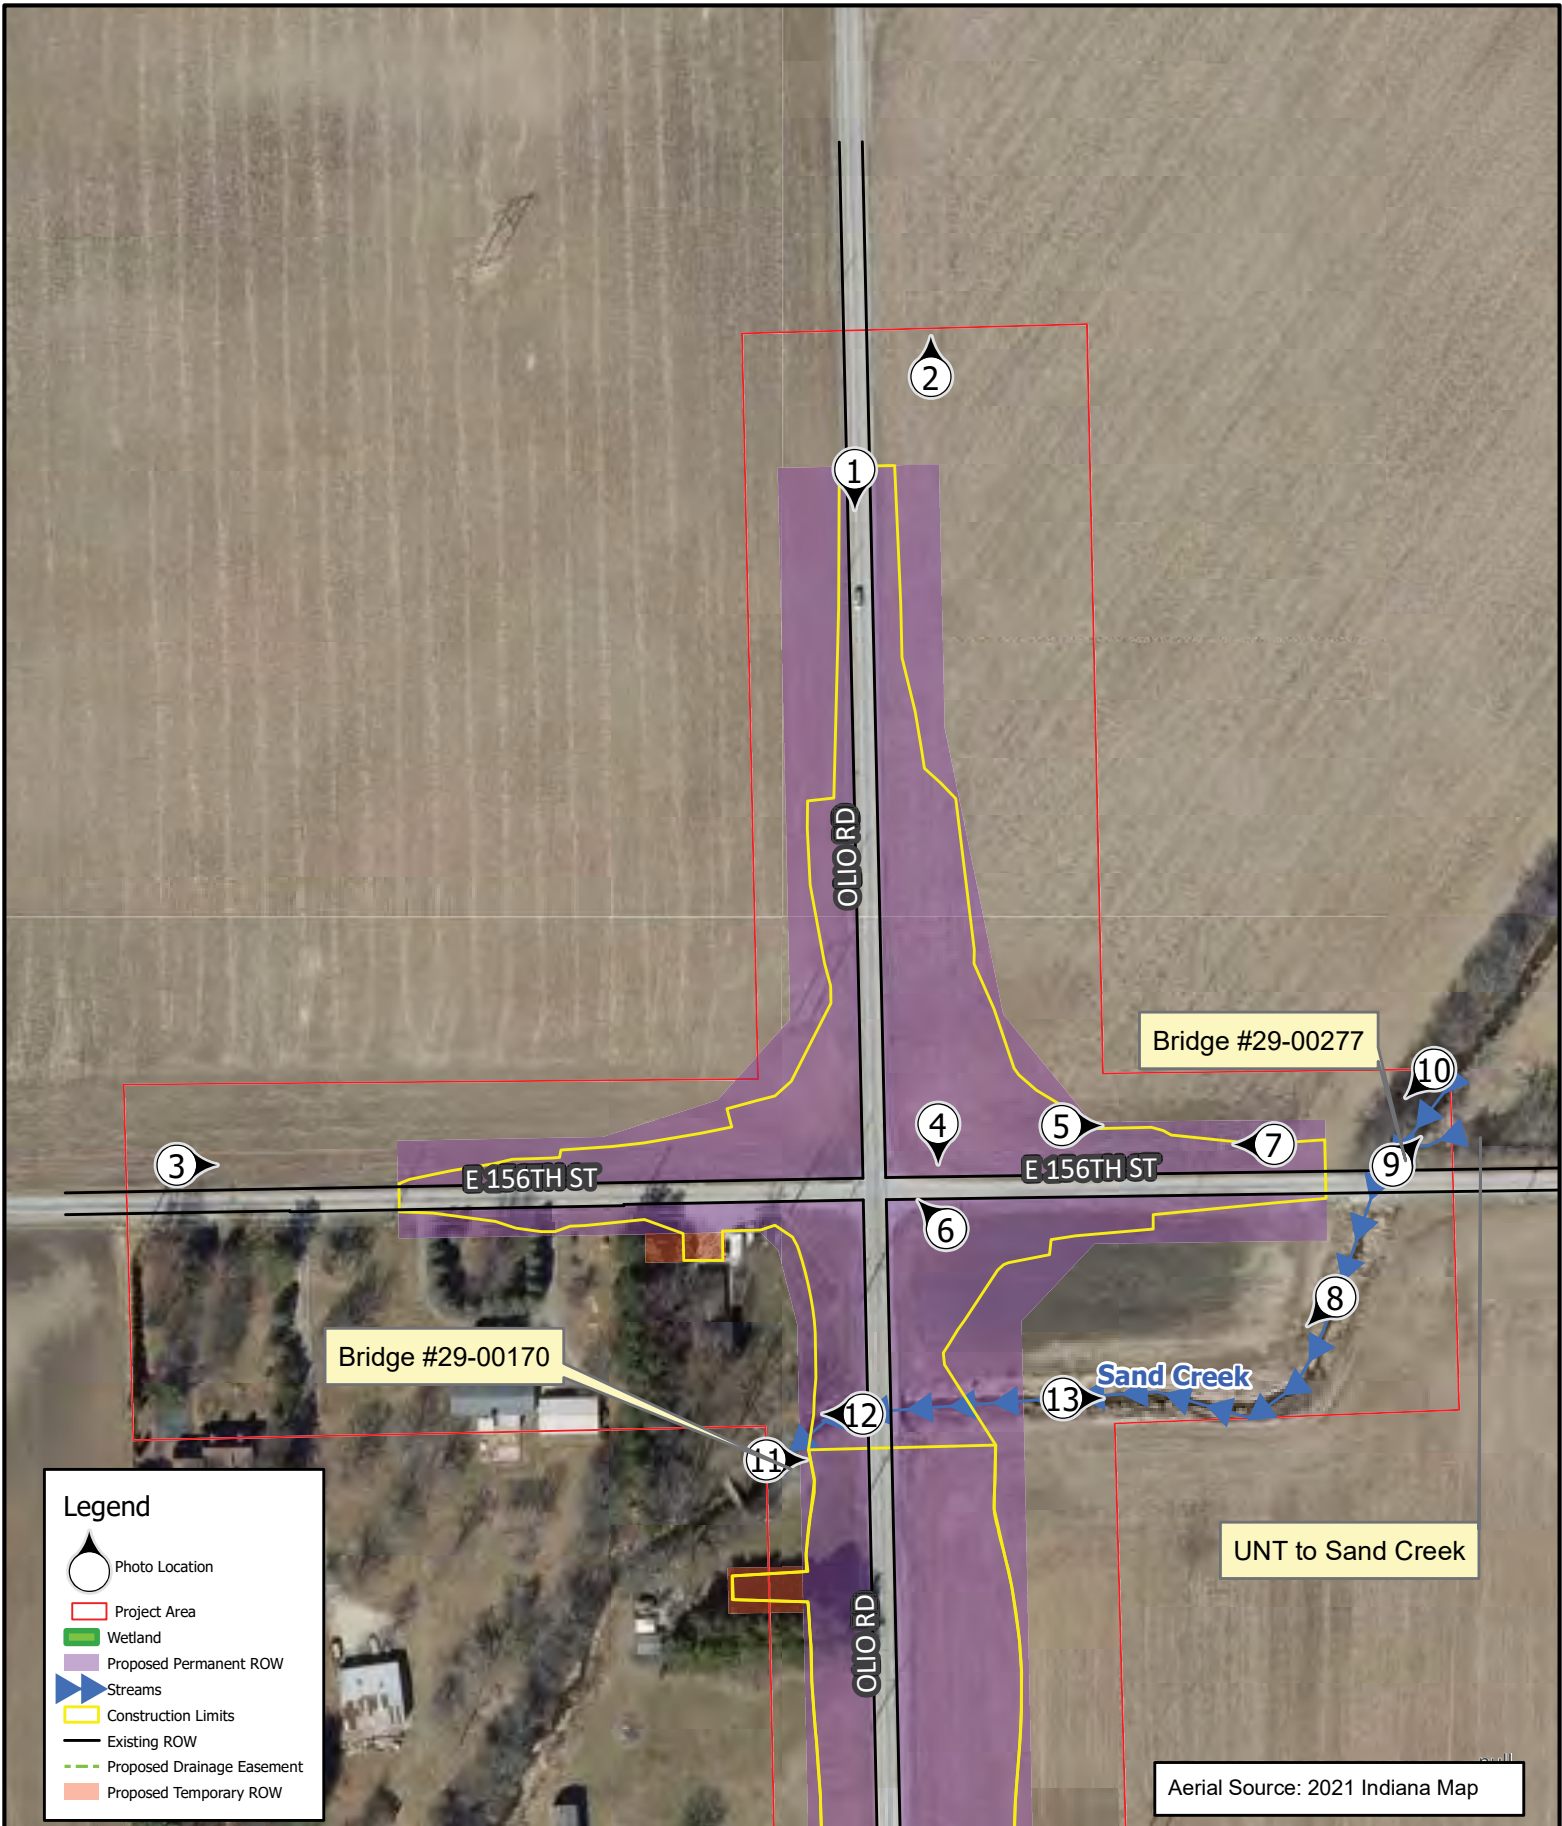 2
1
OLIO RD
Bridge #29-00277
10
4
5
7
3
E 156TH ST
E 156TH ST
9
6
8
Bridge #29-00170
Sand Creek
13
12
11
UNT to Sand Creek
OLIO RD
Legend
Photo Location
Project Area
Wetland
Proposed Permanent ROW
Streams
Construction Limits
Existing ROW
Proposed Drainage Easement
Proposed Temporary ROW
Aerial Source: 2021 Indiana Map